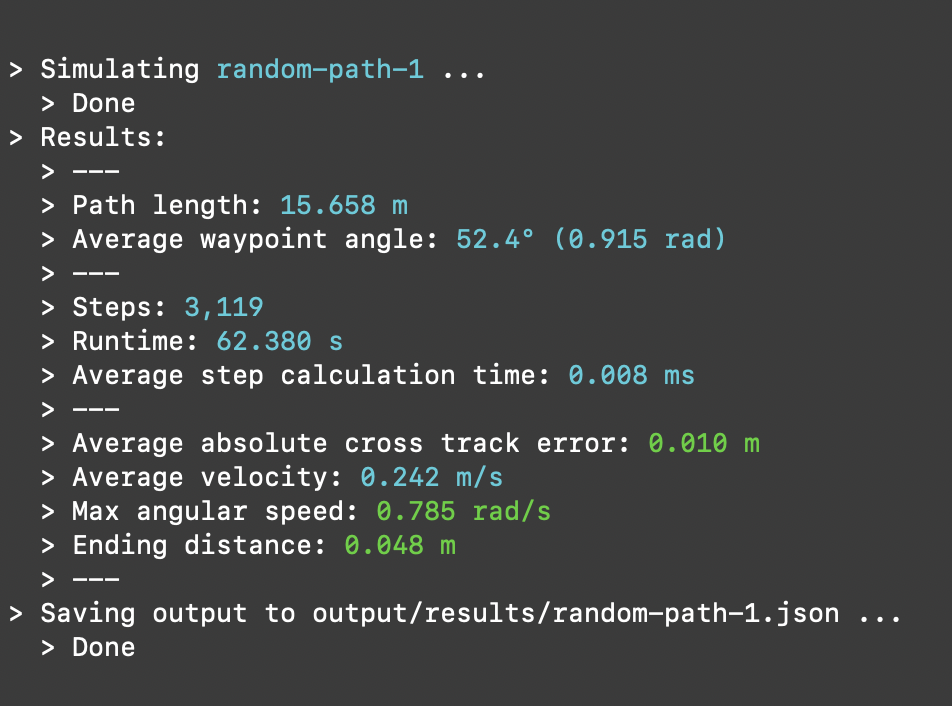 > Simulating random-path-1 ...
> Done
> Results:
> ---
> Path length: 15.658 m
> Average waypoint angle: 52.4° (0.915 rad)
> ---
> Steps: 3,119
> Runtime: 62.380 s
> Average step calculation time: 0.008 ms
> ---
> Average absolute cross track error: 0.010 m
> Average velocity: 0.242 m/s
> Max angular speed: 0.785 rad/s
> Ending distance: 0.048 m
> ---
> Saving output to output/results/random-path-1.json ...
> Done